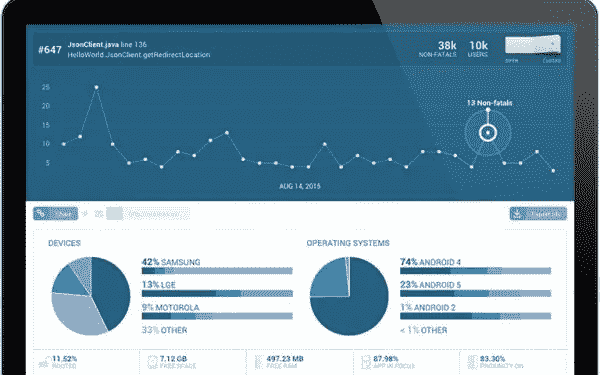 #647
JsonClient.java line 136
HelloWorld.JsonClient.getRedirectLocation
38k
NON-FATALS
10k
USERS
OPEN
CLOSED
25
20
15
10
5
13 Non-fatals
AUG 14, 2015
DEVICES
42% SAMSUNG
13% LGE
9% MOTOROLA
33% OTHER
OPERATING SYSTEMS
74% ANDROID 4
23% ANDROID 5
1% ANDROID 2
< 1% OTHER
11.52%
ROOTED
7.12 GB
FREE SPACE
497.23 MB
FREE RAM
87.98%
APP IN FOCUS
83.30%
PROXIMITY ON